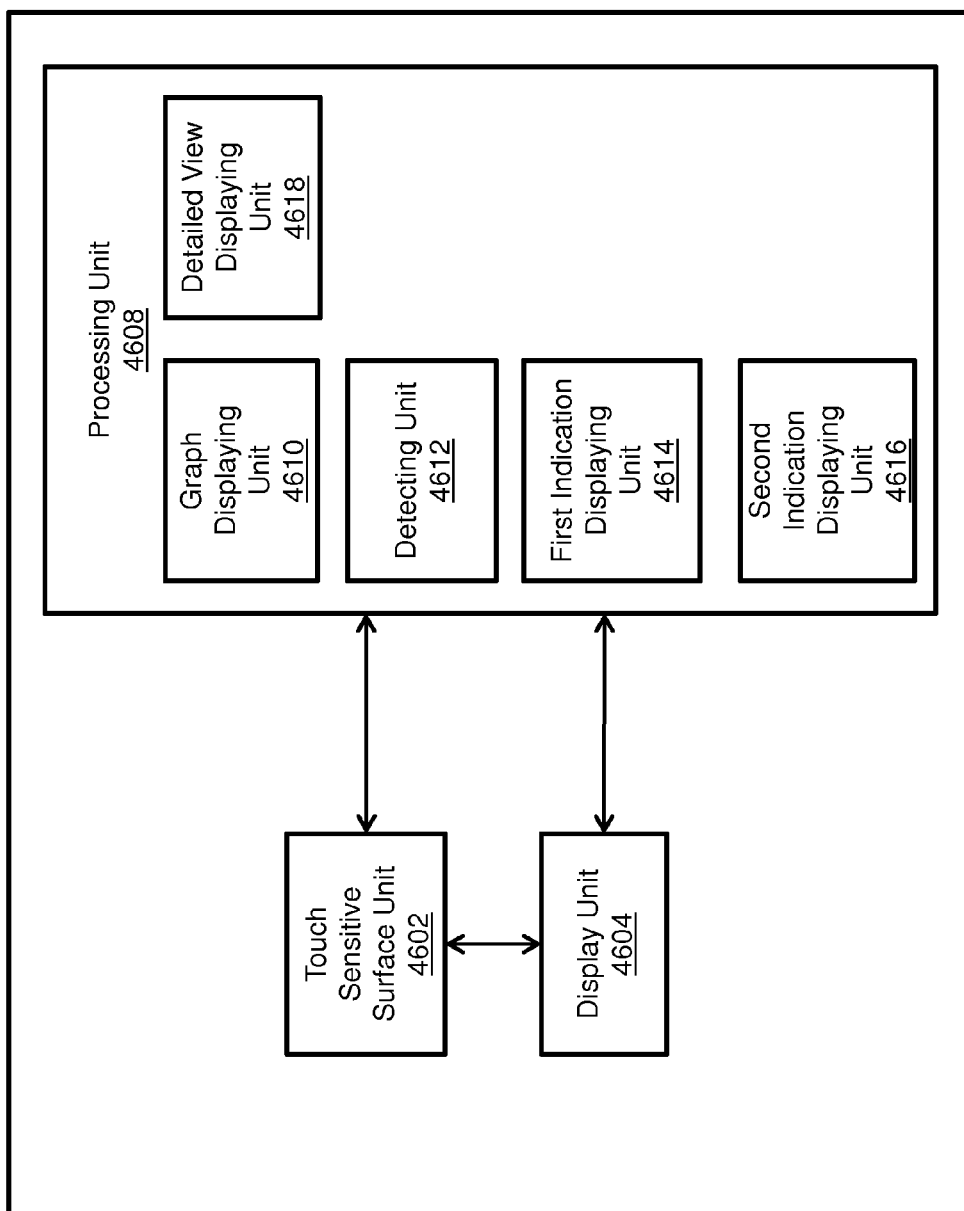 Processing Unit
4608
Graph
Displaying
Unit
4610
Detailed View
Displaying
Unit
4618
Detecting Unit
4612
First Indication
Displaying
Unit
4614
Second
Indication
Displaying
Unit
4616
Touch
Sensitive
Surface Unit
4602
Display Unit
4604